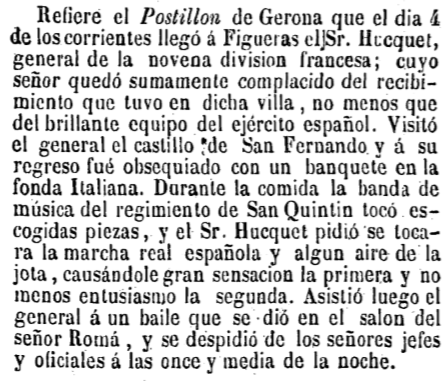 Refiere el Postillon de Gerona que el dia 4
de los corrientes llegó á Figueras el Sr. Hucquet,
general de la novena division francesa; cuyo
señor quedó sumamente complacido del recibi-
miento que tuvo en dicha villa, no menos que
del brillante equipo del ejército español. Visitó
el general el castillo de San Fernando y á su
regreso fué obsequiado con un banquete en la
fonda Italiana. Durante la comida la banda de
música del regimiento de San Quintin tocó es-
cogidas piezas, y el Sr. Hucquet pidió se toca-
ra la marcha real española y algun aire de la
jota, causándole gran sensacion la primera y no
menos entusiasmo la segunda. Asistió luego el
general á un baile que se dió en el salon del
señor Romá, y se despidió de los señores jefes
y oficiales á las once y media de la noche.